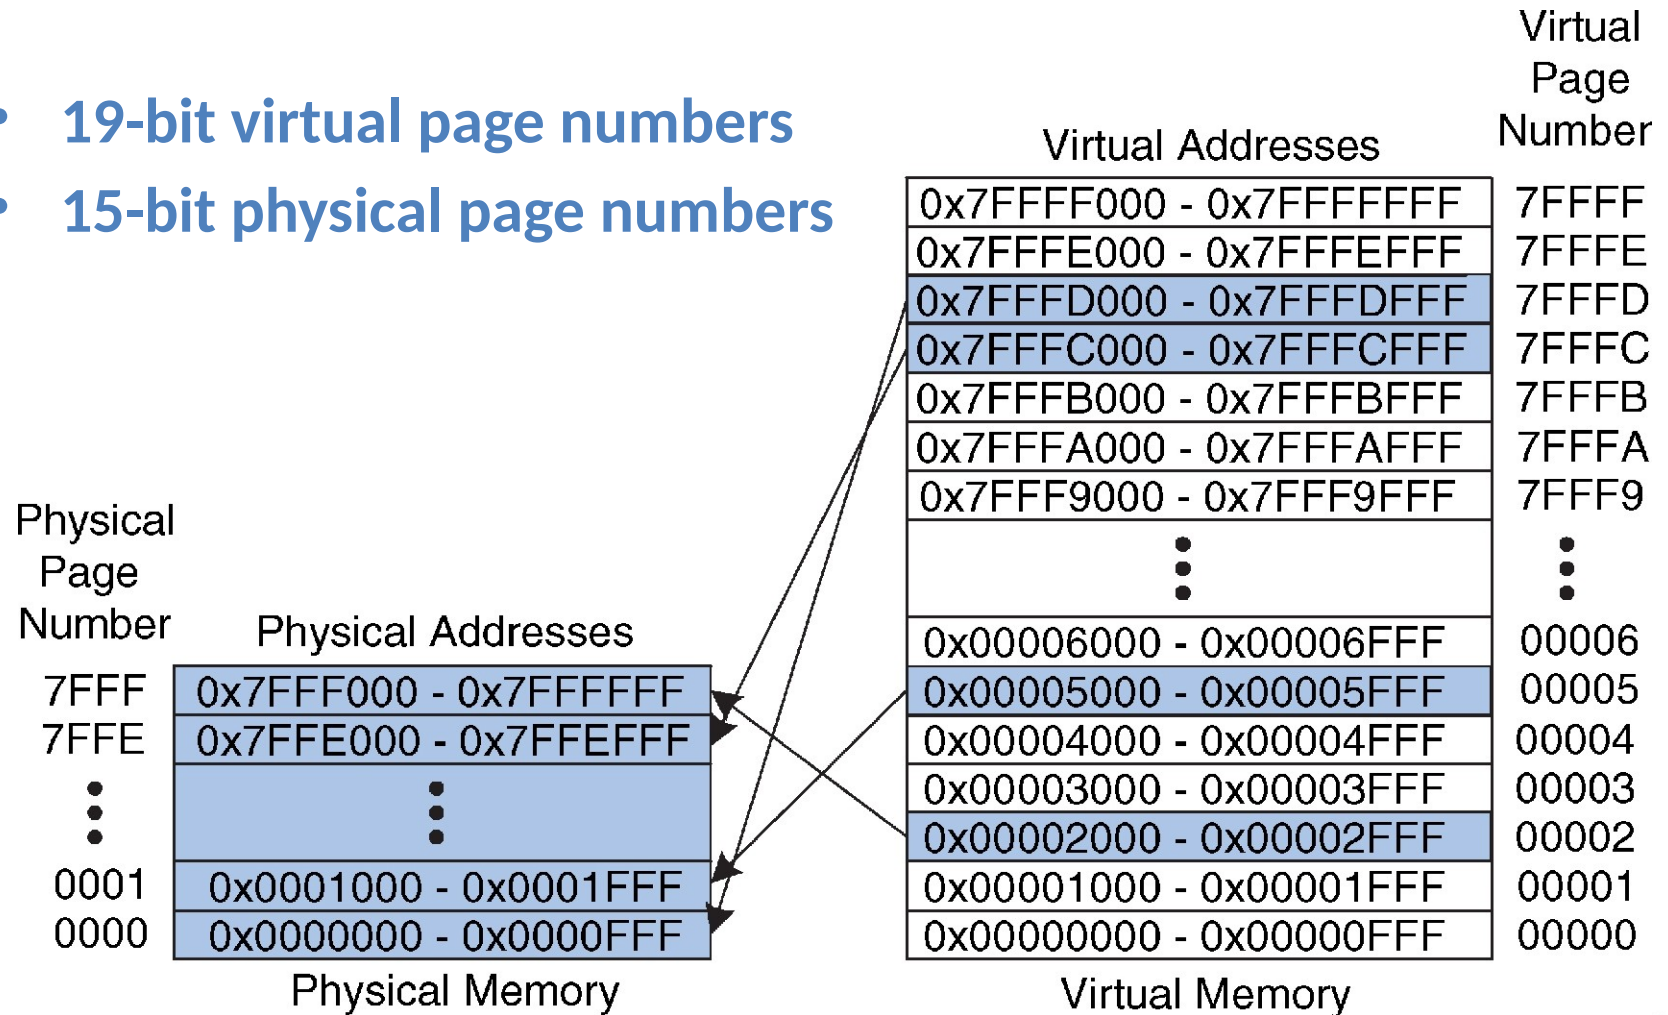 • 19-bit virtual page numbers
• 15-bit physical page numbers
Virtual
Page
Number
Virtual Addresses
0x7FFFF000 - 0x7FFFFFFF 7FFFF
0x7FFFE000 - 0x7FFFEFFF 7FFFE
0x7FFFD000 - 0x7FFFDFFF 7FFFD
0x7FFFC000 - 0x7FFFCFFF 7FFFC
0x7FFFB000 - 0x7FFFBFFF 7FFFB
0x7FFFA000 - 0x7FFFAFFF 7FFFA
0x7FFF9000 - 0x7FFF9FFF 7FFF9
0x00006000 - 0x00006FFF 00006
0x00005000 - 0x00005FFF 00005
0x00004000 - 0x00004FFF 00004
0x00003000 - 0x00003FFF 00003
0x00002000 - 0x00002FFF 00002
0x00001000 - 0x00001FFF 00001
0x00000000 - 0x00000FFF 00000
Virtual Memory
Physical
Page
Number
Physical Addresses
7FFF 0x7FFF000 - 0x7FFFFFF
7FFE 0x7FFE000 - 0x7FFEFFF
0001 0x0001000 - 0x0001FFF
0000 0x0000000 - 0x0000FFF
Physical Memory